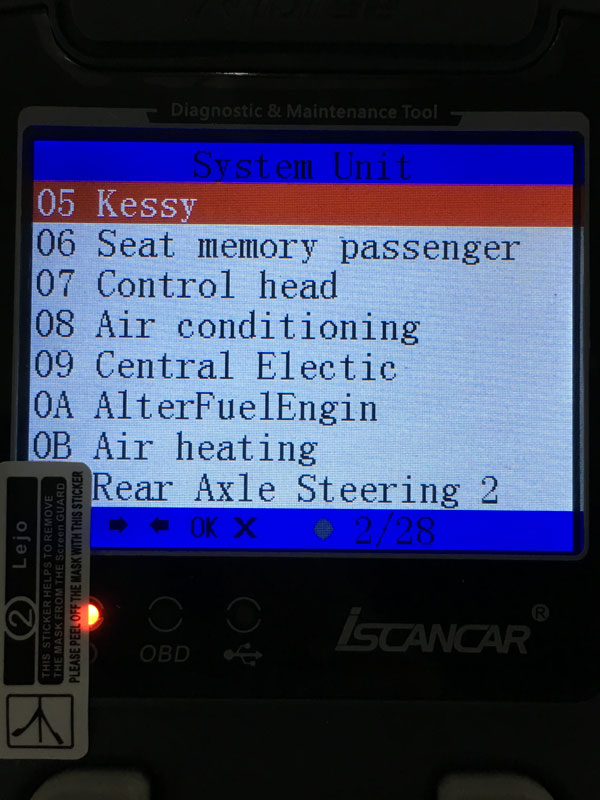 Diagnostic & Maintenance Tool
System Unit
05 Kessy
06 Seat memory passenger
07 Control head
08 Air conditioning
09 Central Electic
0A AlterFuelEngin
0B Air heating
Rear Axle Steering 2
OK
2/28
OBD
iSCANCAR®
2 Lejo
THIS STICKER HELPS TO REMOVE
THE MASK FROM THE Screen GUARD
PLEASE PEEL OFF THE MASK WITH THIS STICKER